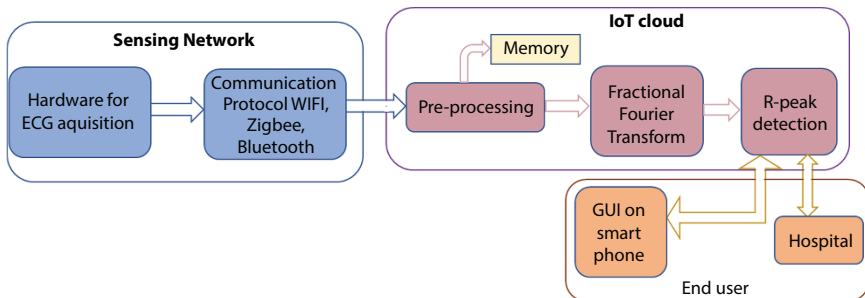 Sensing Network
IoT cloud
Memory
Hardware for
ECG aquisition
Communication
Protocol WIFI,
Zigbee,
Bluetooth
Pre-processing
Fractional
Fourier
Transform
R-peak
detection
GUI on
smart
phone
Hospital
End user